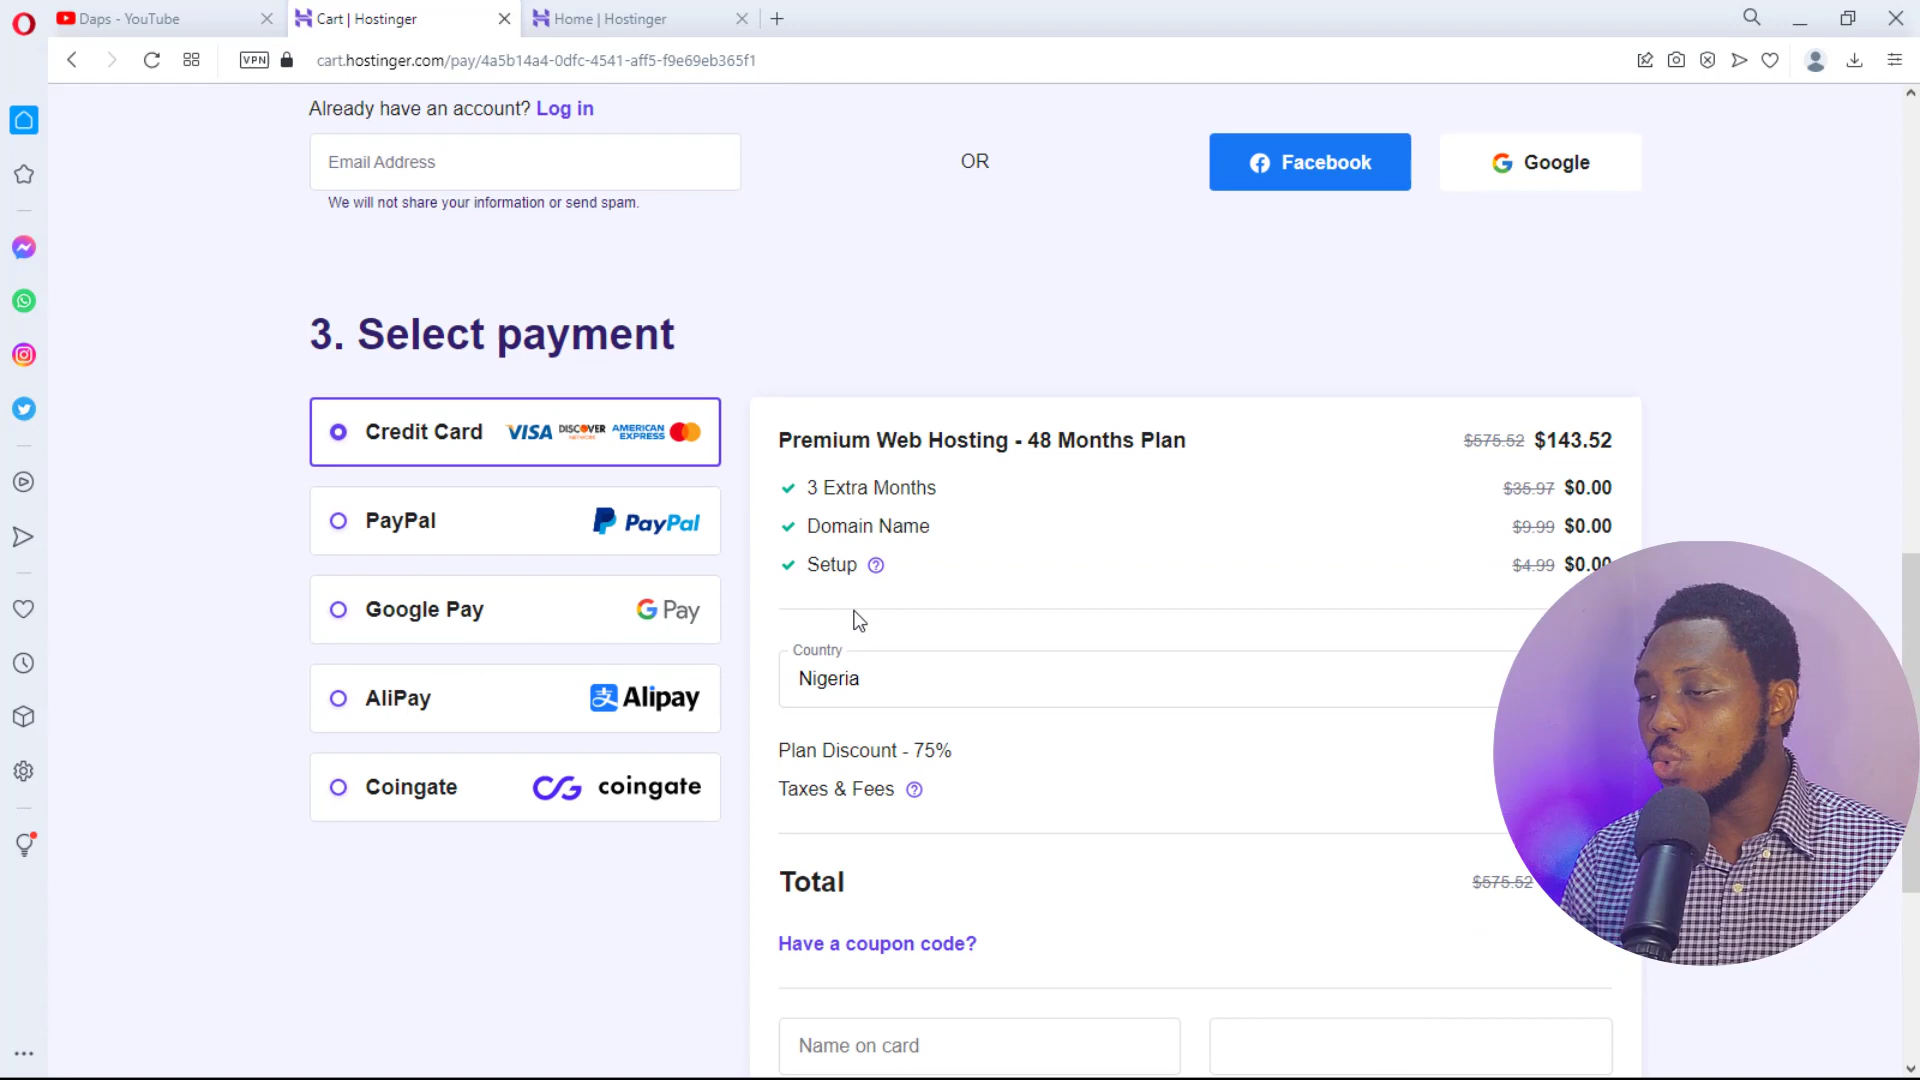 Daps - YouTube
Cart | Hostinger
Home | Hostinger
VPN
cart.hostinger.com/pay/4a5b14a4-0dfc-4541-aff5-f9e69eb365f1
Already have an account? Log in
Email Address
OR
Facebook
Google
We will not share your information or send spam.
3. Select payment
Credit Card VISA DISCOVER NETWORK AMERICAN EXPRESS
PayPal PayPal
Google Pay G Pay
AliPay 支 Alipay
Coingate CG coingate
Premium Web Hosting - 48 Months Plan $575.52 $143.52
3 Extra Months $35.97 $0.00
Domain Name $9.99 $0.00
Setup $4.99 $0.00
Country
Nigeria
Plan Discount - 75%
Taxes & Fees
Total $575.52
Have a coupon code?
Name on card